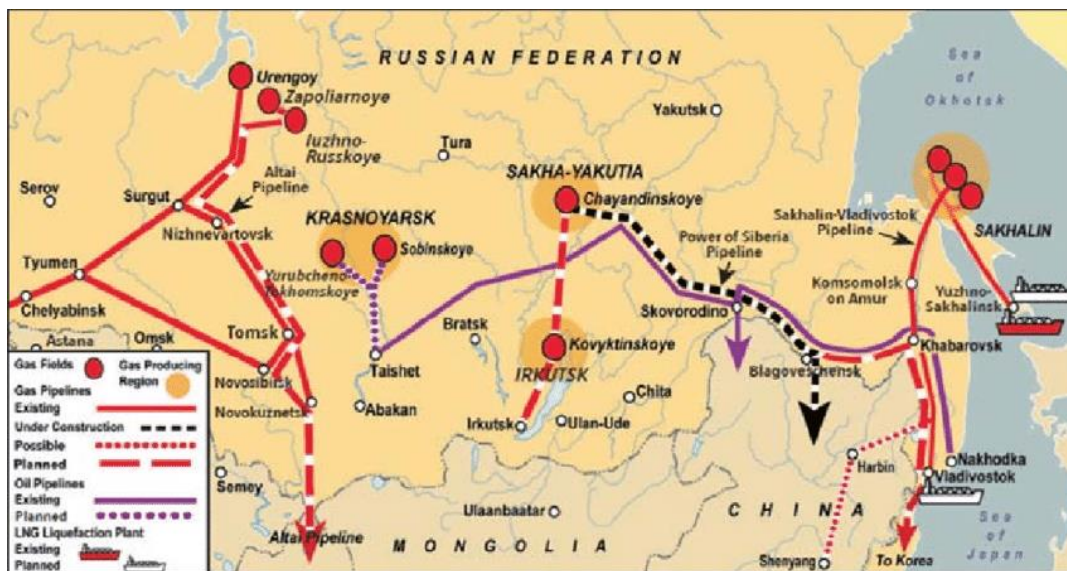 RUSSIAN FEDERATION
Sea
of
Okhotsk
Urengoy
Zapoliarnoye
Iuzhno-
Russkoye
Altai
Pipeline
Serov
Surgut
Nizhnevartovsk
Tyumen
Chelyabinsk
Astana
Omsk
Tomsk
Novosibirsk
Novokuznetsk
Semey
Altai Pipeline
Tura
Yakutsk
KRASNOYARSK
Sobinskoye
Yurubcheno-
Tokhomskoye
Taishet
Abakan
Bratsk
SAKHA-YAKUTIA
Chayandinskoye
Kovyktinskoye
IRKUTSK
Irkutsk
Ulan-Ude
Chita
Power of Siberia
Pipeline
Skovorodino
Blagoveschensk
Sakhalin-Vladivostok
Pipeline
SAKHALIN
Komsomolsk
on Amur
Yuzhno-
Sakhalinsk
Khabarovsk
Harbin
Nakhodka
Vladivostok
Ulaanbaatar
MONGOLIA
CHINA
Shenyang
To Korea
Sea
of
Japan
Gas Fields
Gas Producing
Region
Gas Pipelines
Existing
Under Construction
Possible
Planned
Oil Pipelines
Existing
Planned
LNG Liquefaction Plant
Existing
Planned